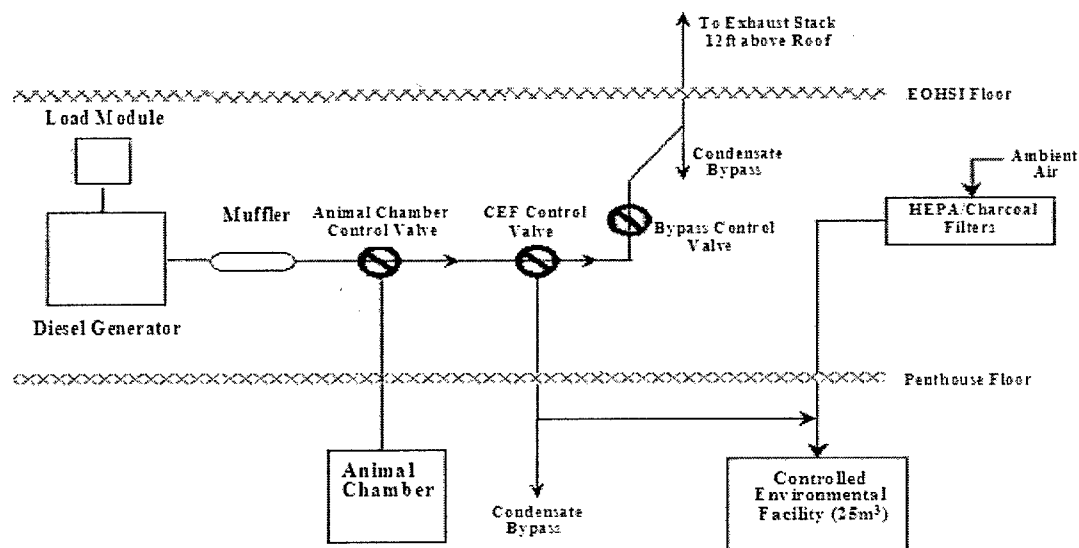 To Exhaust Stack
12ft above Roof
EOHSI Floor
Load Module
Condensate
Bypass
Ambient
Air
Muffler
Animal Chamber
Control Valve
CEF Control
Valve
Bypass Control
Valve
HEPA/Charcoal
Filters
Diesel Generator
Penthouse Floor
Animal
Chamber
Condensate
Bypass
Controlled
Environmental
Facility (25m³)